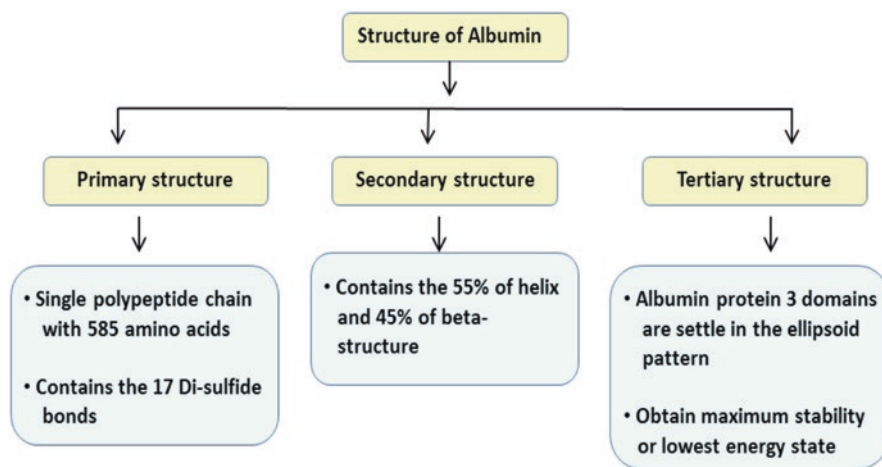 Structure of Albumin
Primary structure
Secondary structure
Tertiary structure
• Single polypeptide chain
with 585 amino acids
• Contains the 17 Di-sulfide
bonds
• Contains the 55% of helix
and 45% of beta-
structure
• Albumin protein 3 domains
are settle in the ellipsoid
pattern
• Obtain maximum stability
or lowest energy state